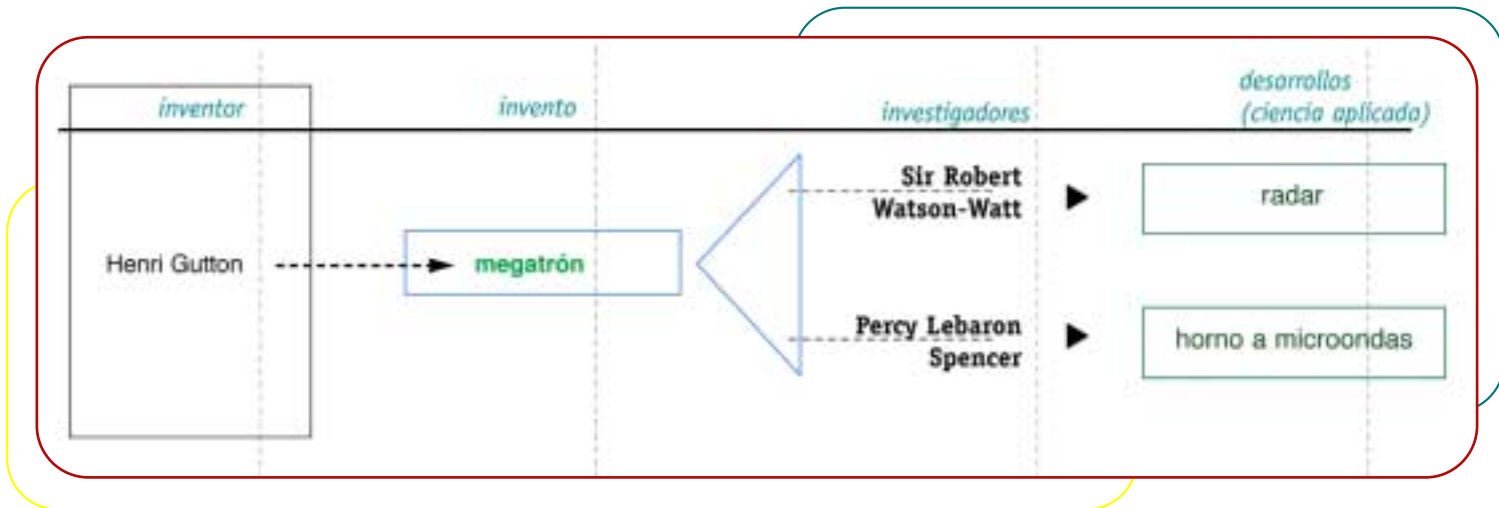 inventor
invento
investigadores
desarrollos
(ciencia aplicada)
Henri Gutton
megatrón
Sir Robert
Watson-Watt
radar
Percy Lebaron
Spencer
horno a microondas